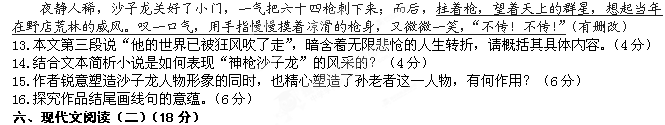 夜静人稀，沙子龙关好了小门，一气把六十四枪刺下来；而后，拄着枪，望着天上的群星，想起当年
在野店荒林的威风。叹一口气，用手指慢慢摸着凉滑的枪身，又微微一笑，“不传！不传！”（有删改）
13.本文第三段说“他的世界已被狂风吹了走”，暗含着无限悲怆的人生转折，请概括其具体内容。（4分）
14.结合文本简析小说是如何表现“神枪沙子龙”的风采的？（4分）
15.作者锐意塑造沙子龙人物形象的同时，也精心塑造了孙老者这一人物，有何作用？（6分）
16.探究作品结尾画线句的意蕴。（6分）
六、现代文阅读（二）（18分）